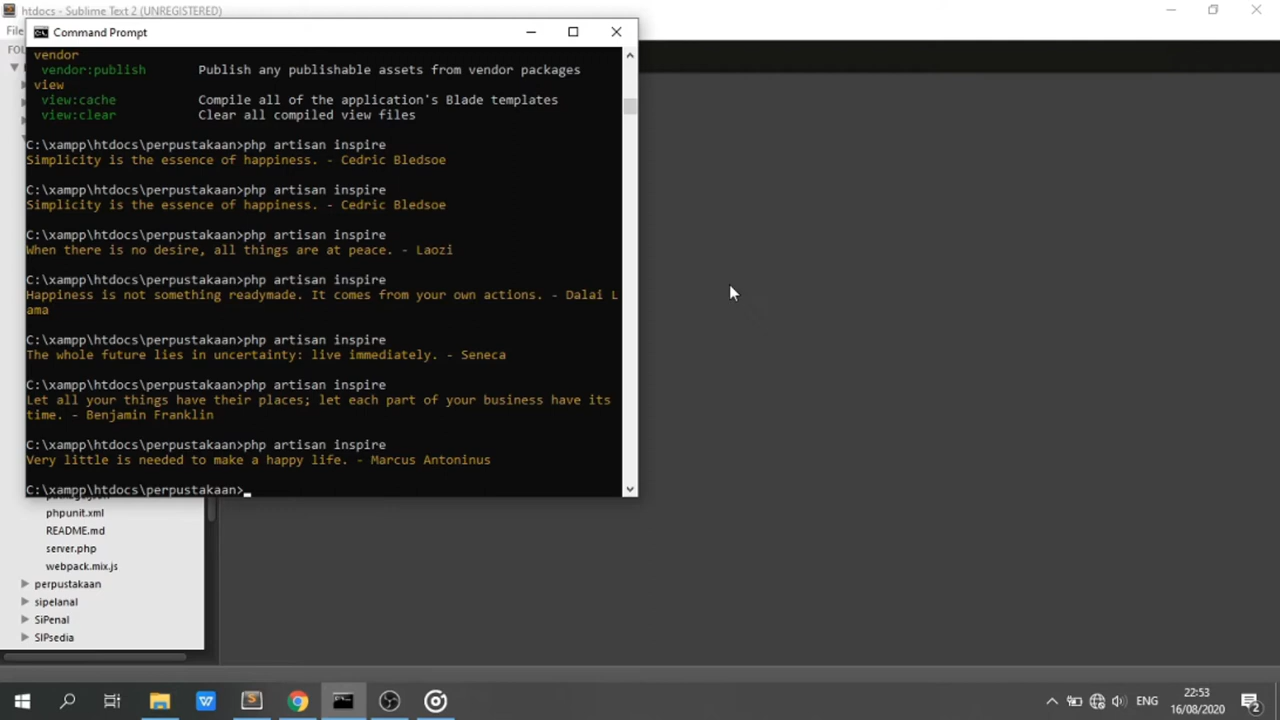 htdocs - Sublime Text 2 (UNREGISTERED)
File
Command Prompt
FOL
vendor
vendor:publish Publish any publishable assets from vendor packages
view
view:cache Compile all of the application's Blade templates
view:clear Clear all compiled view files
C:\xampp\htdocs\perpustakaan>php artisan inspire
Simplicity is the essence of happiness. - Cedric Bledsoe
C:\xampp\htdocs\perpustakaan>php artisan inspire
Simplicity is the essence of happiness. - Cedric Bledsoe
C:\xampp\htdocs\perpustakaan>php artisan inspire
When there is no desire, all things are at peace. - Laozi
C:\xampp\htdocs\perpustakaan>php artisan inspire
Happiness is not something readymade. It comes from your own actions. - Dalai L
ama
C:\xampp\htdocs\perpustakaan>php artisan inspire
The whole future lies in uncertainty: live immediately. - Seneca
C:\xampp\htdocs\perpustakaan>php artisan inspire
Let all your things have their places; let each part of your business have its
time. - Benjamin Franklin
C:\xampp\htdocs\perpustakaan>php artisan inspire
Very little is needed to make a happy life. - Marcus Antoninus
C:\xampp\htdocs\perpustakaan>
phpunit.xml
README.md
server.php
webpack.mix.js
perpustakaan
sipelanal
SiPenal
SIPsedia
ENG
22:53
16/08/2020
2